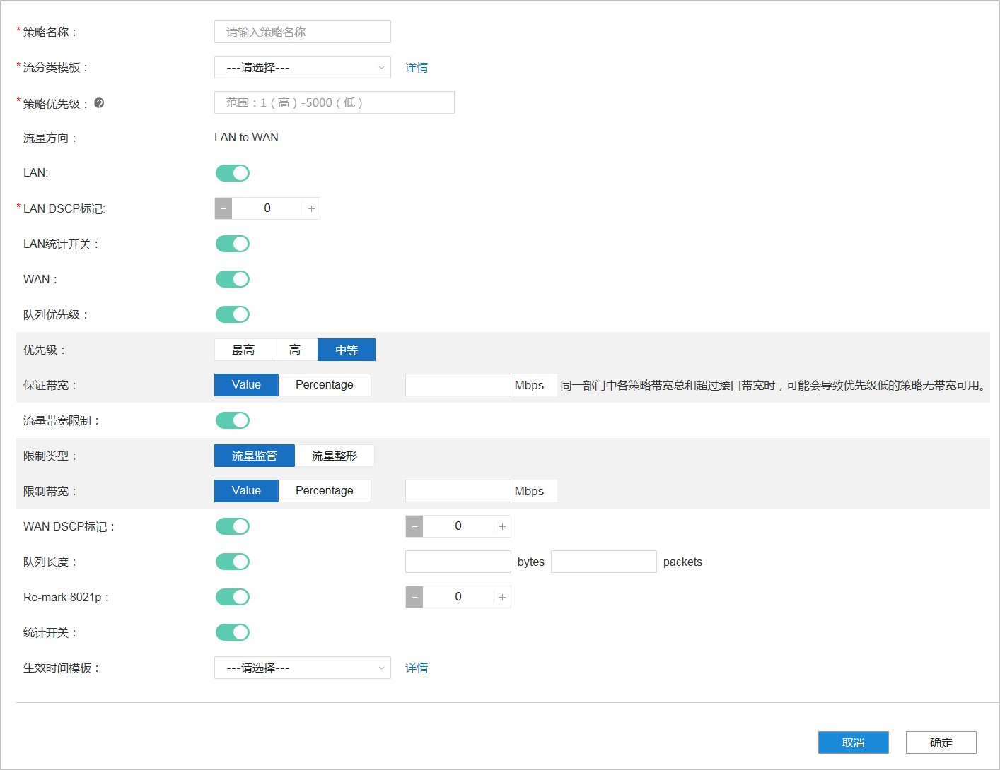 * 策略名称： 请输入策略名称
* 流分类模板： ---请选择--- 详情
* 策略优先级： ? 范围：1（高）-5000（低）
流量方向： LAN to WAN
LAN:
* LAN DSCP标记: − 0 +
LAN统计开关：
WAN：
队列优先级：
优先级： 最高 高 中等
保证带宽： Value Percentage Mbps 同一部门中各策略带宽总和超过接口带宽时，可能会导致优先级低的策略无带宽可用。
流量带宽限制：
限制类型： 流量监管 流量整形
限制带宽： Value Percentage Mbps
WAN DSCP标记： − 0 +
队列长度： bytes packets
Re-mark 8021p： − 0 +
统计开关：
生效时间模板： ---请选择--- 详情
取消 确定